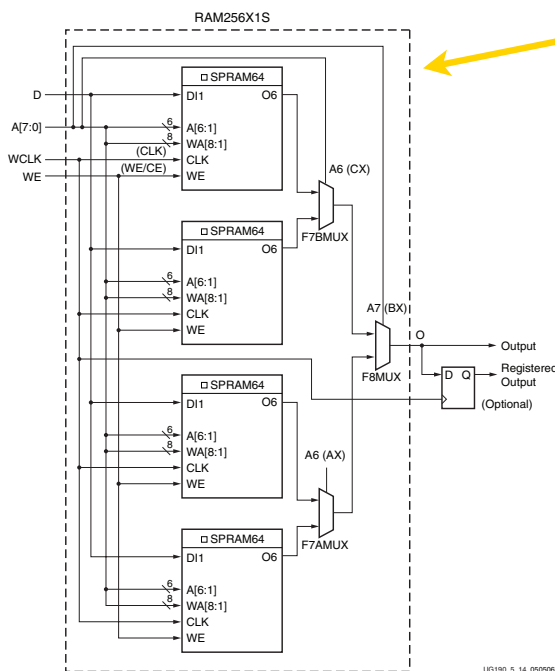 RAM256X1S
SPRAM64
D
DI1
O6
A[7:0]
6
A[6:1]
8
WA[8:1]
WCLK
(CLK)
CLK
A6 (CX)
WE
(WE/CE)
WE
F7BMUX
SPRAM64
DI1
O6
6
A[6:1]
8
WA[8:1]
CLK
WE
A7 (BX)
O
Output
F8MUX
D Q
Registered
Output
(Optional)
SPRAM64
DI1
O6
6
A[6:1]
8
WA[8:1]
CLK
WE
A6 (AX)
F7AMUX
SPRAM64
DI1
O6
6
A[6:1]
8
WA[8:1]
CLK
WE
UG190_5_14_050506